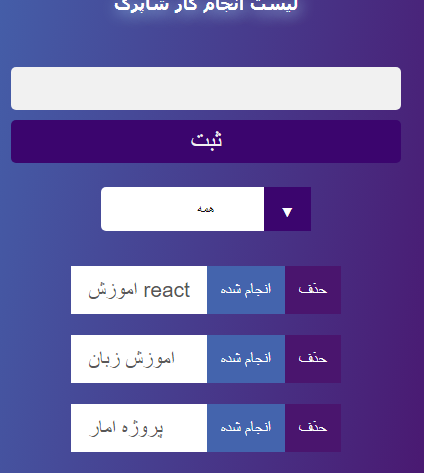 لیست انجام کار شاپرک
ثبت
همه ▼
اموزش react انجام شده حذف
اموزش زبان انجام شده حذف
پروژه امار انجام شده حذف